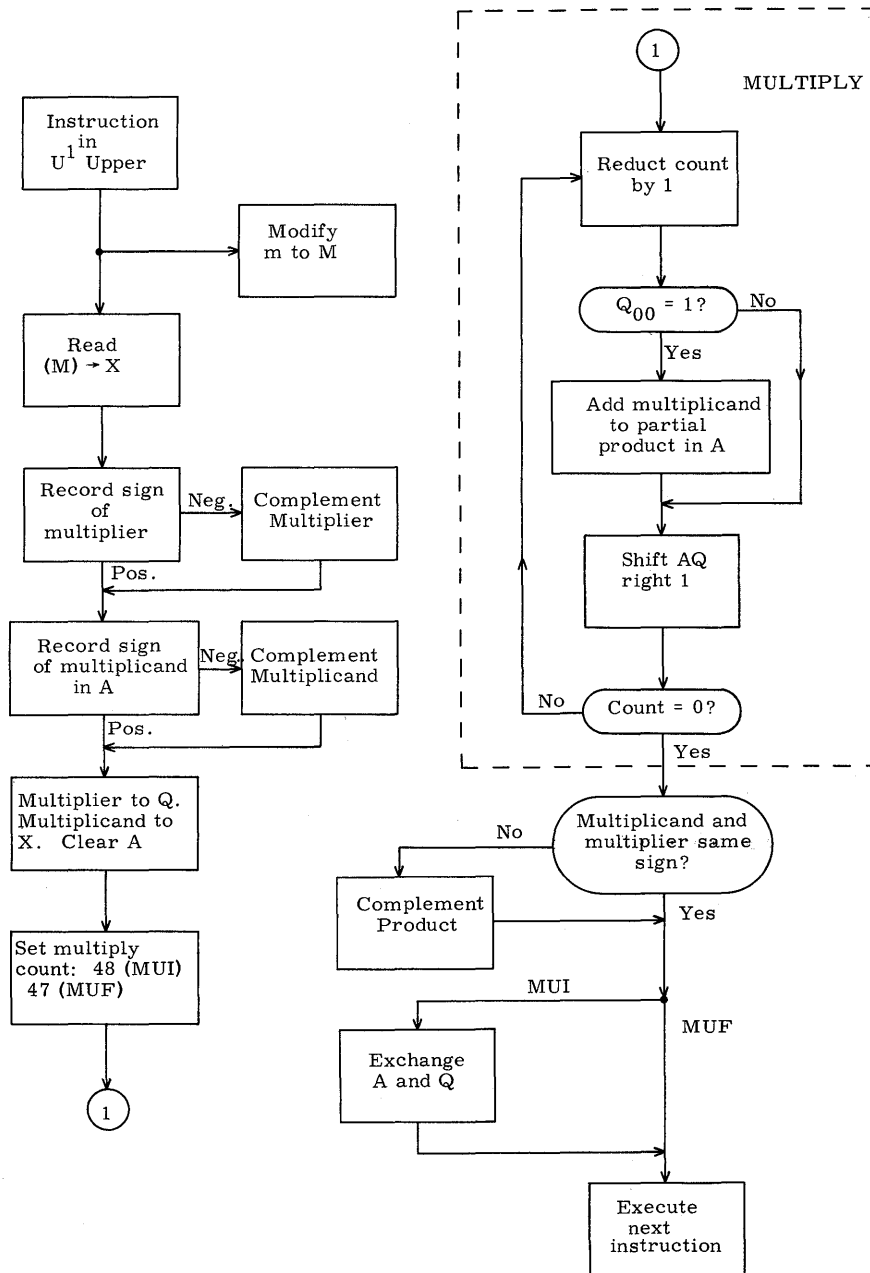 Instruction
in
U¹ Upper
Modify
m to M
Read
(M) → X
Record sign
of
multiplier
Neg.
Complement
Multiplier
Pos.
Record sign
of multiplicand
in A
Neg.
Complement
Multiplicand
Pos.
Multiplier to Q.
Multiplicand to
X. Clear A
Set multiply
count: 48 (MUI)
47 (MUF)
1
1
MULTIPLY
Reduct count
by 1
Q₀₀ = 1?
No
Yes
Add multiplicand
to partial
product in A
Shift AQ
right 1
No
Count = 0?
Yes
Multiplicand and
multiplier same
sign?
No
Complement
Product
Yes
MUI
MUF
Exchange
A and Q
Execute
next
instruction